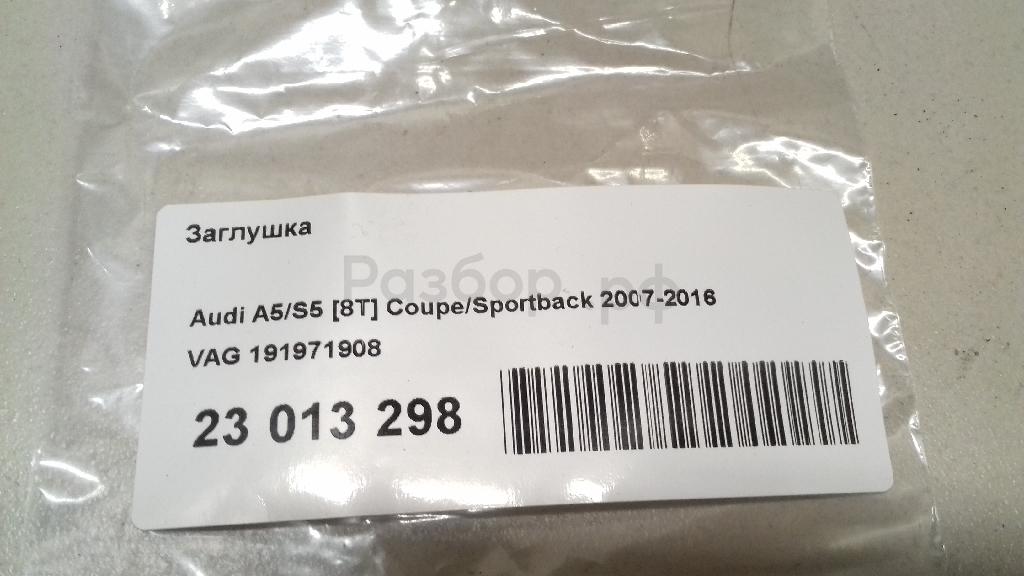 Заглушка
Разбор.рф
Audi A5/S5 [8T] Coupe/Sportback 2007-2016
VAG 191971908
23 013 298